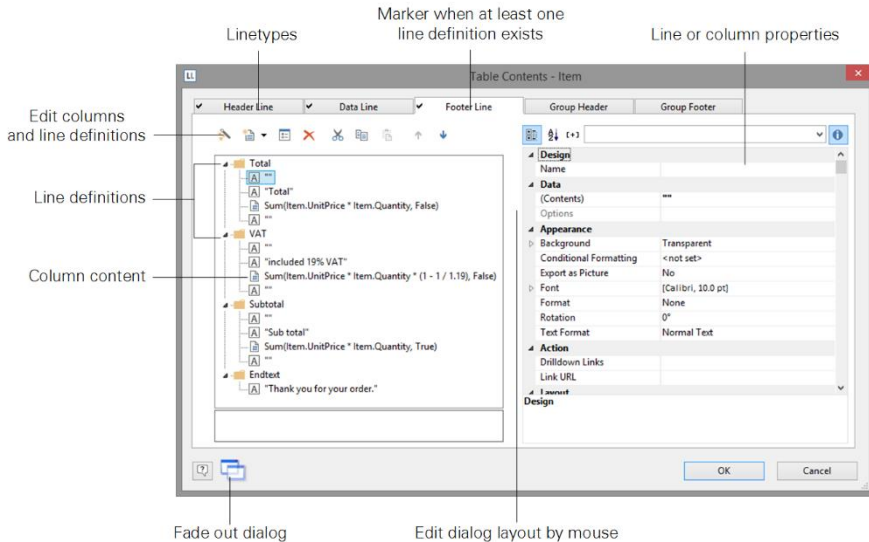 Marker when at least one
line definition exists
Linetypes
Line or column properties
Edit columns
and line definitions
Line definitions
Column content
LL
Table Contents - Item
Header Line
Data Line
Footer Line
Group Header
Group Footer
Total
""
"Total"
Sum(Item.UnitPrice * Item.Quantity, False)
""
VAT
""
"included 19% VAT"
Sum(Item.UnitPrice * Item.Quantity * (1 - 1 / 1.19), False)
""
Subtotal
""
"Sub total"
Sum(Item.UnitPrice * Item.Quantity, True)
""
Endtext
"Thank you for your order."
Design
Name
Data
(Contents) ""
Options
Appearance
Background Transparent
Conditional Formatting <not set>
Export as Picture No
Font [Calibri, 10.0 pt]
Format None
Rotation 0°
Text Format Normal Text
Action
Drilldown Links
Link URL
Layout
Design
OK
Cancel
Fade out dialog
Edit dialog layout by mouse